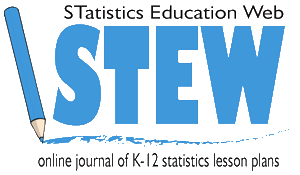 STatistics Education Web
STEW
online journal of K-12 statistics lesson plans